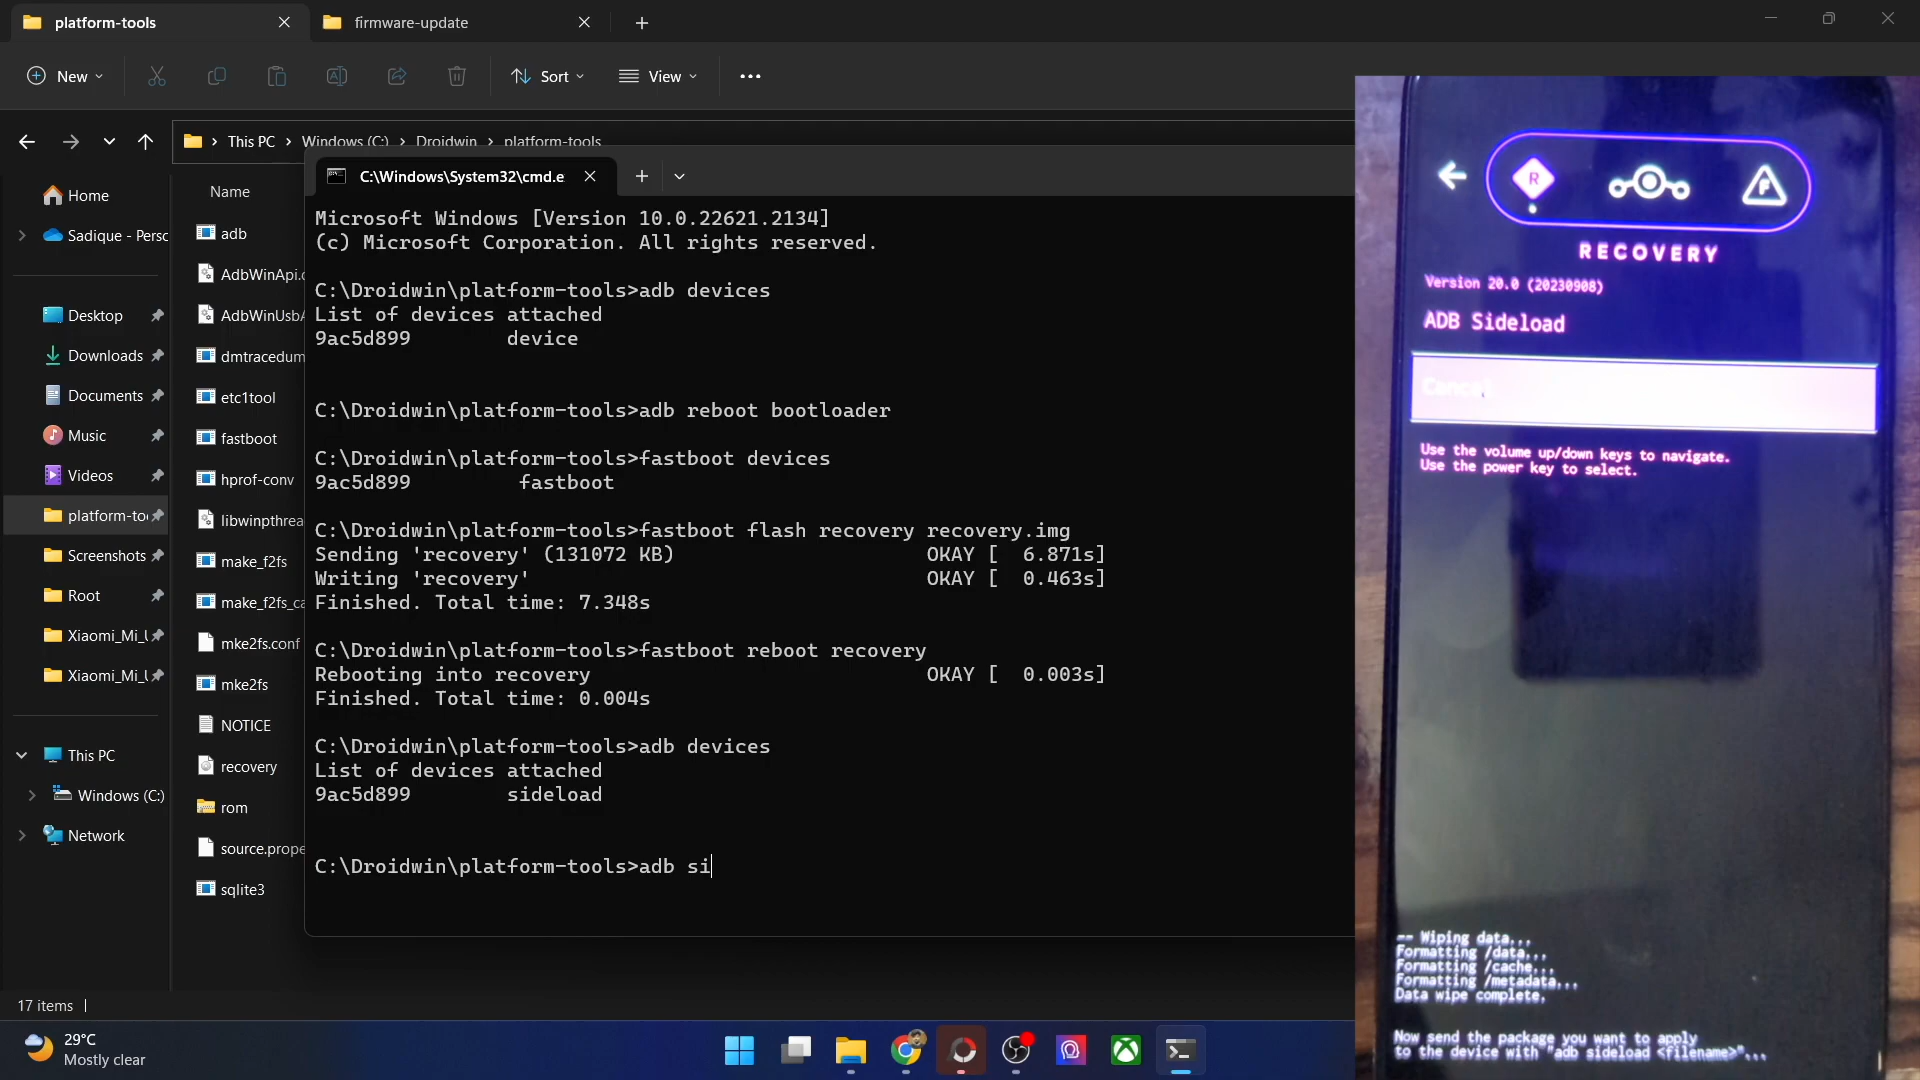 platform-tools
firmware-update
New
Sort
View
This PC
Windows (C:)
Droidwin
platform-tools
Home
Sadique - Persc
Desktop
Downloads
Documents
Music
Videos
platform-to
Screenshots
Root
Xiaomi_Mi_U
Xiaomi_Mi_U
This PC
Windows (C:)
Network
Name
adb
AdbWinApi.c
AdbWinUsbA
dmtracedum
etc1tool
fastboot
hprof-conv
libwinpthrea
make_f2fs
make_f2fs_ca
mke2fs.conf
mke2fs
NOTICE
recovery
rom
source.prope
sqlite3
17 items
C:\Windows\System32\cmd.e
Microsoft Windows [Version 10.0.22621.2134]
(c) Microsoft Corporation. All rights reserved.
C:\Droidwin\platform-tools>adb devices
List of devices attached
9ac5d899 device
C:\Droidwin\platform-tools>adb reboot bootloader
C:\Droidwin\platform-tools>fastboot devices
9ac5d899 fastboot
C:\Droidwin\platform-tools>fastboot flash recovery recovery.img
Sending 'recovery' (131072 KB) OKAY [ 6.871s]
Writing 'recovery' OKAY [ 0.463s]
Finished. Total time: 7.348s
C:\Droidwin\platform-tools>fastboot reboot recovery
Rebooting into recovery OKAY [ 0.003s]
Finished. Total time: 0.004s
C:\Droidwin\platform-tools>adb devices
List of devices attached
9ac5d899 sideload
C:\Droidwin\platform-tools>adb si
R
F
RECOVERY
Version 20.0 (20230908)
ADB Sideload
Cancel
Use the volume up/down keys to navigate.
Use the power key to select.
-- Wiping data...
Formatting /data...
Formatting /cache...
Formatting /metadata...
Data wipe complete.
Now send the package you want to apply
to the device with "adb sideload <filename>"...
29°C
Mostly clear